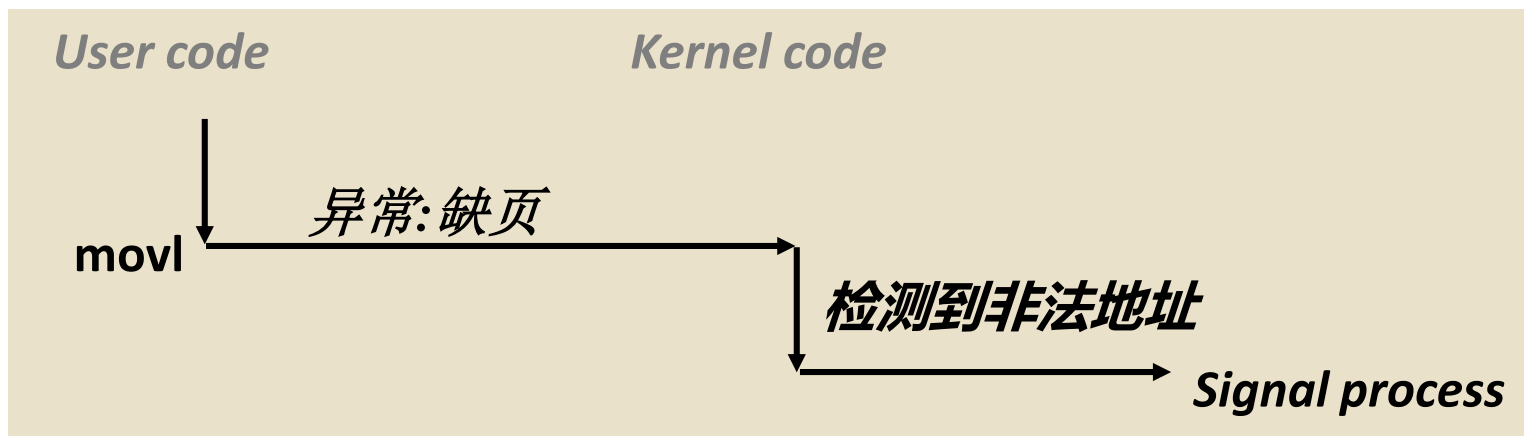 User code
Kernel code
异常:缺页
movl
检测到非法地址
Signal process